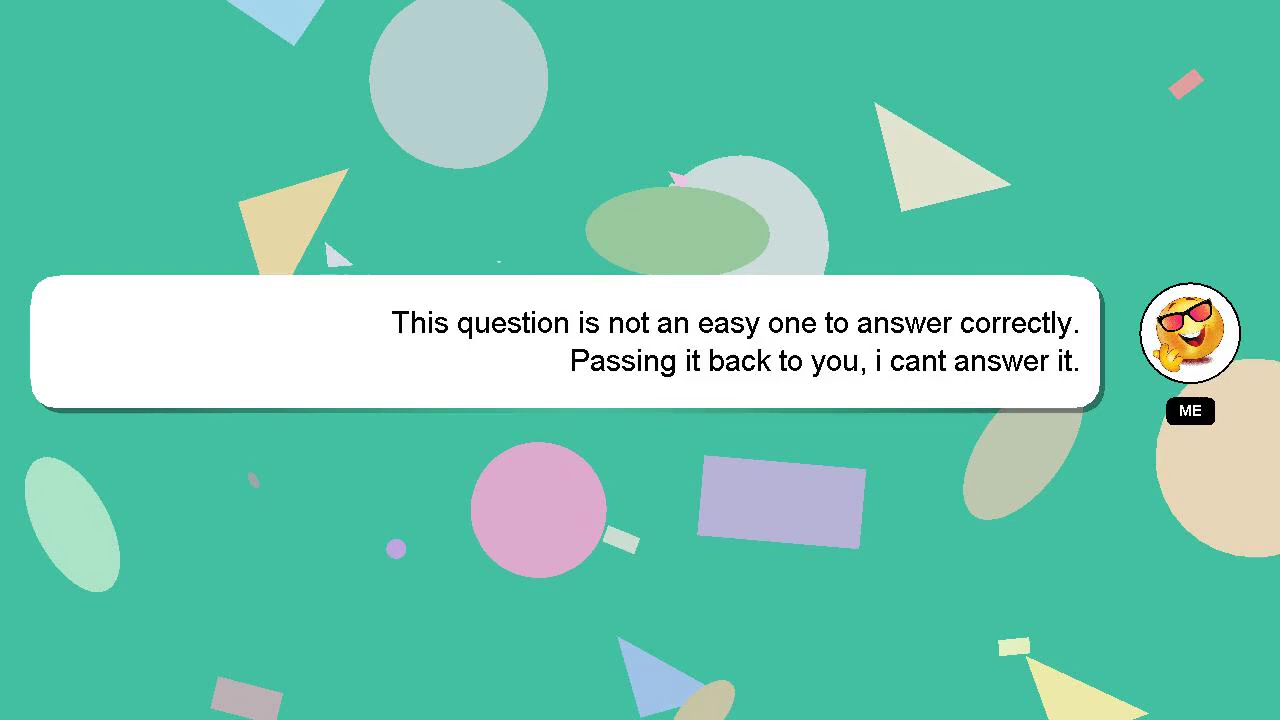 This question is not an easy one to answer correctly.
Passing it back to you, i cant answer it.
ME